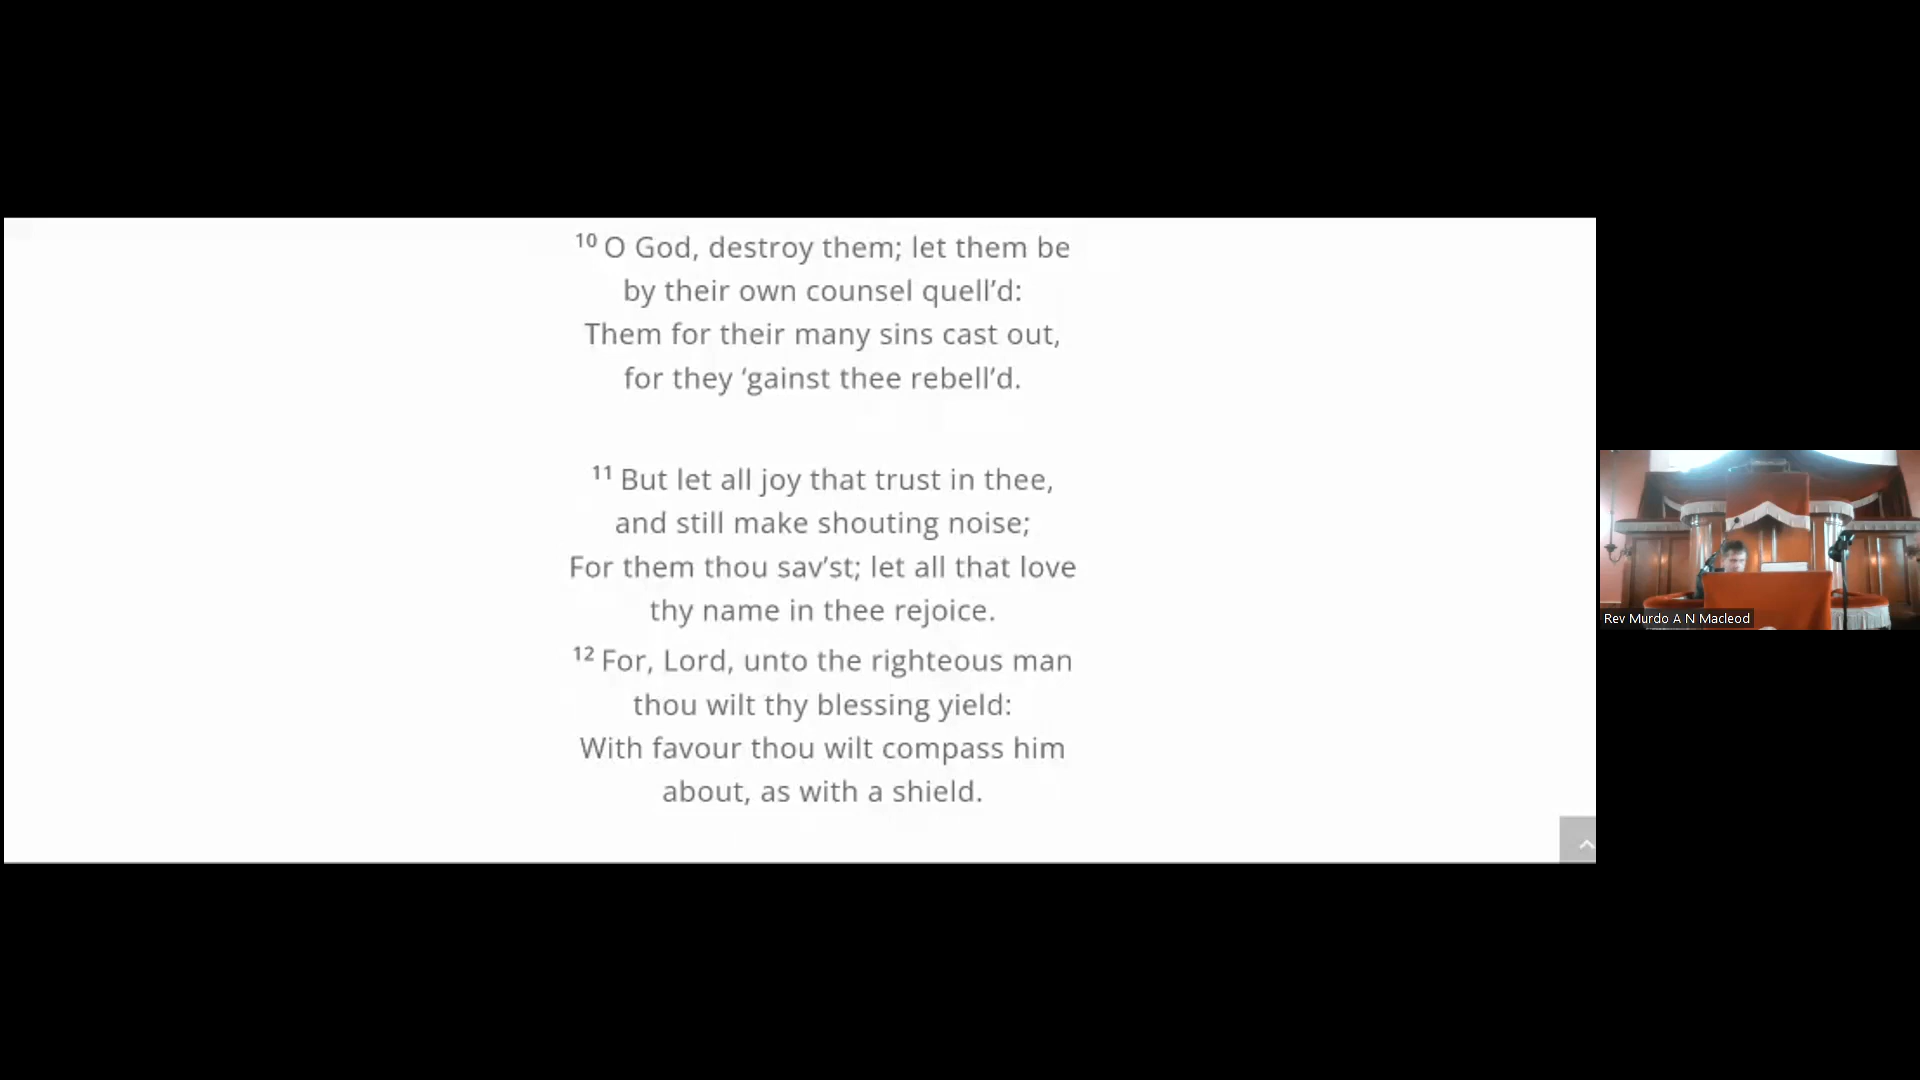 10 O God, destroy them; let them be
by their own counsel quell’d:
Them for their many sins cast out,
for they ‘gainst thee rebell’d.
11 But let all joy that trust in thee,
and still make shouting noise;
For them thou sav’st; let all that love
thy name in thee rejoice.
12 For, Lord, unto the righteous man
thou wilt thy blessing yield:
With favour thou wilt compass him
about, as with a shield.
Rev Murdo A N Macleod